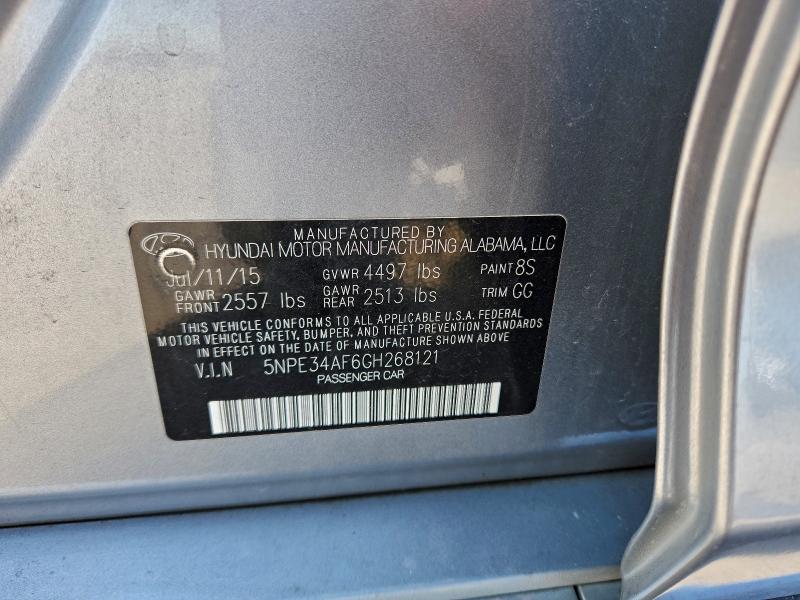 MANUFACTURED BY
HYUNDAI MOTOR MANUFACTURING ALABAMA, LLC
Jul/11/15 GVWR 4497 lbs PAINT 8S
GAWR FRONT 2557 lbs GAWR REAR 2513 lbs TRIM GG
THIS VEHICLE CONFORMS TO ALL APPLICABLE U.S.A. FEDERAL
MOTOR VEHICLE SAFETY, BUMPER, AND THEFT PREVENTION STANDARDS
IN EFFECT ON THE DATE OF MANUFACTURE SHOWN ABOVE
V.I.N 5NPE34AF6GH268121
PASSENGER CAR